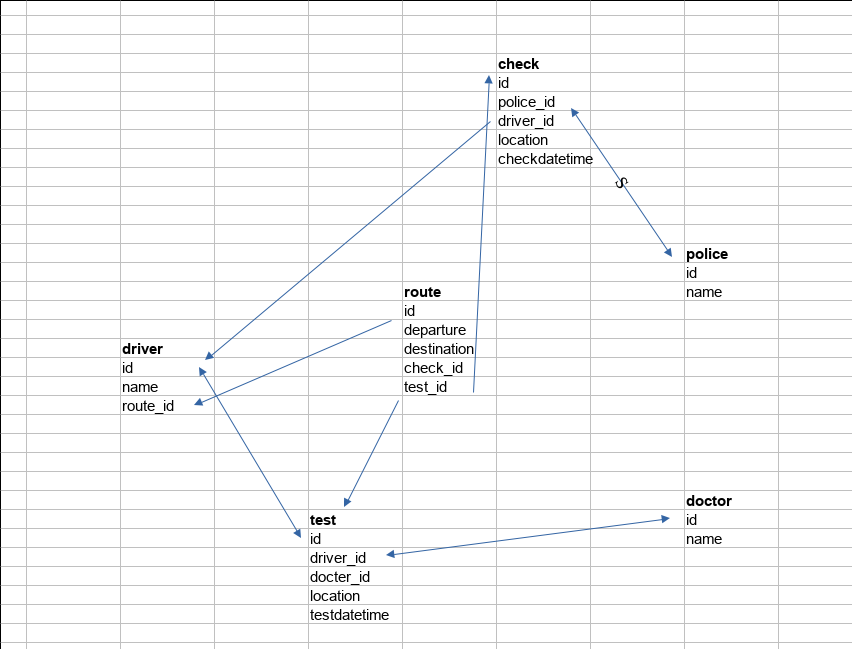 check
id
police_id
driver_id
location
checkdatetime
S
police
id
name
route
id
departure
destination
check_id
test_id
driver
id
name
route_id
test
id
driver_id
docter_id
location
testdatetime
doctor
id
name